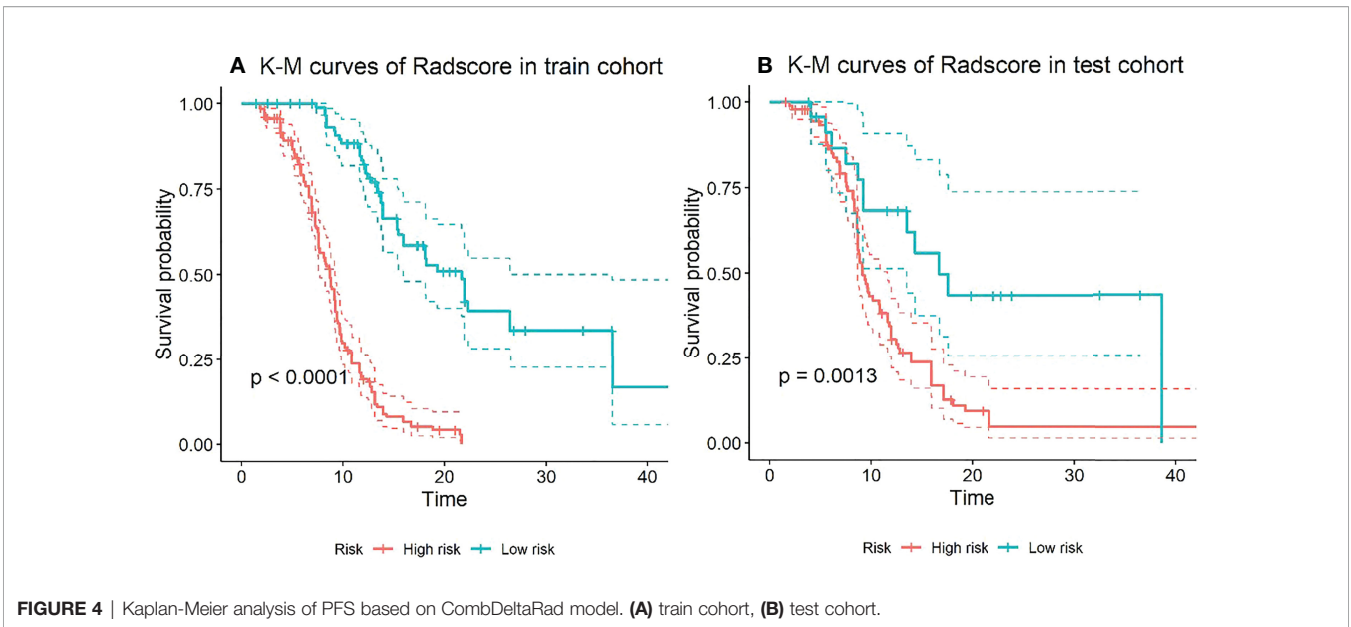 A K-M curves of Radscore in train cohort
1.00
0.75
0.50
0.25
0.00
Survival probability
p < 0.0001
0 10 20 30 40
Time
Risk High risk Low risk
B K-M curves of Radscore in test cohort
1.00
0.75
0.50
0.25
0.00
Survival probability
p = 0.0013
0 10 20 30 40
Time
Risk High risk Low risk
FIGURE 4 | Kaplan-Meier analysis of PFS based on CombDeltaRad model. (A) train cohort, (B) test cohort.